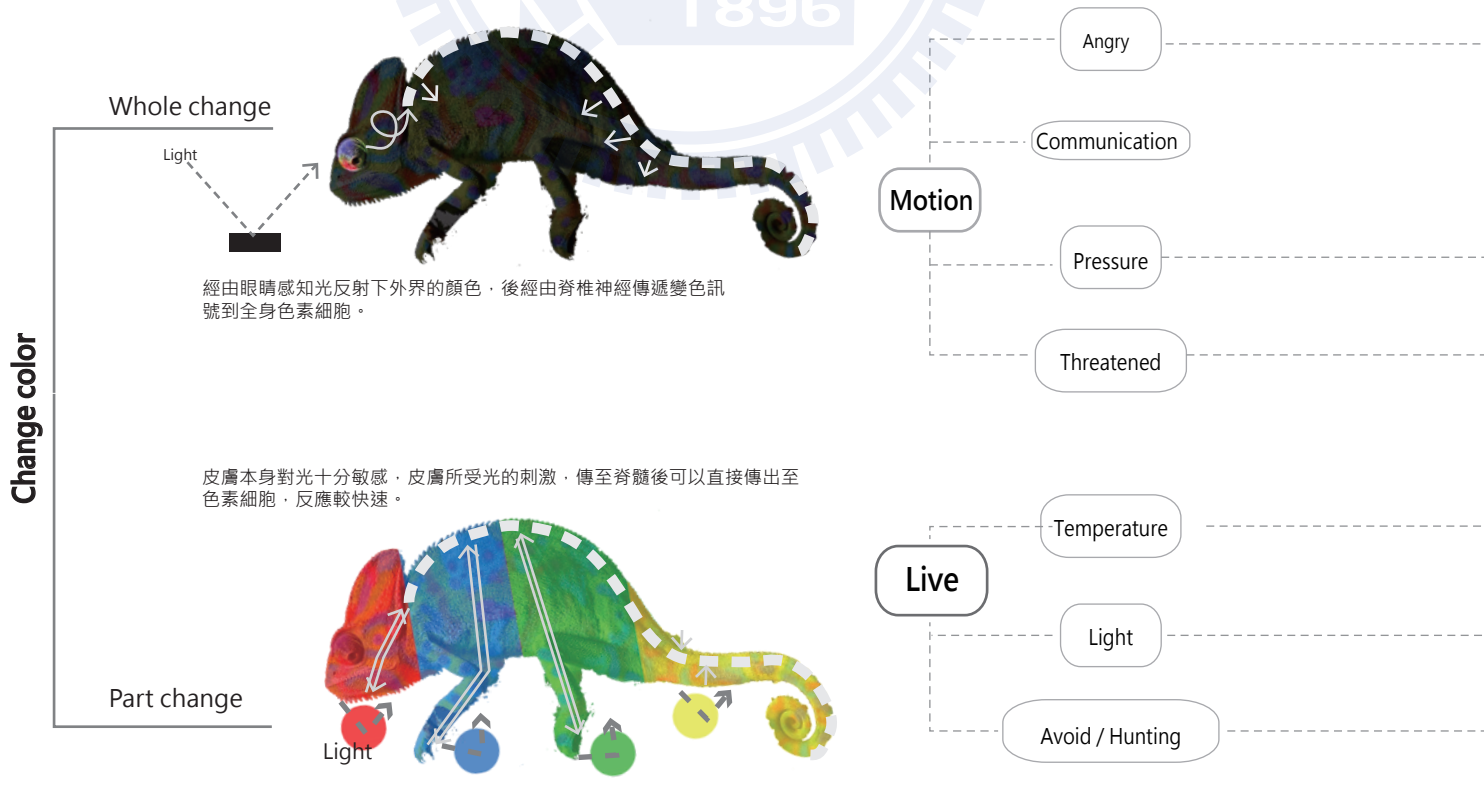 1896
Change color
Whole change
Light
經由眼睛感知光反射下外界的顏色，後經由脊椎神經傳遞變色訊
號到全身色素細胞。
皮膚本身對光十分敏感，皮膚所受光的刺激，傳至脊髓後可以直接傳出至
色素細胞，反應較快速。
Part change
Light
Motion
Angry
Communication
Pressure
Threatened
Live
Temperature
Light
Avoid / Hunting